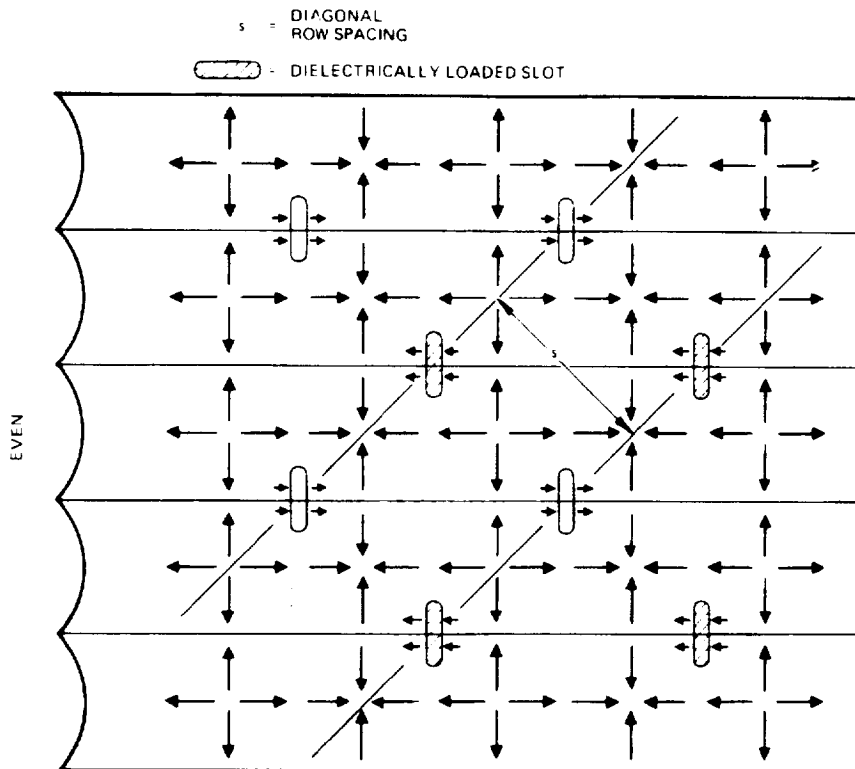 s = DIAGONAL
ROW SPACING
- DIELECTRICALLY LOADED SLOT
s
EVEN